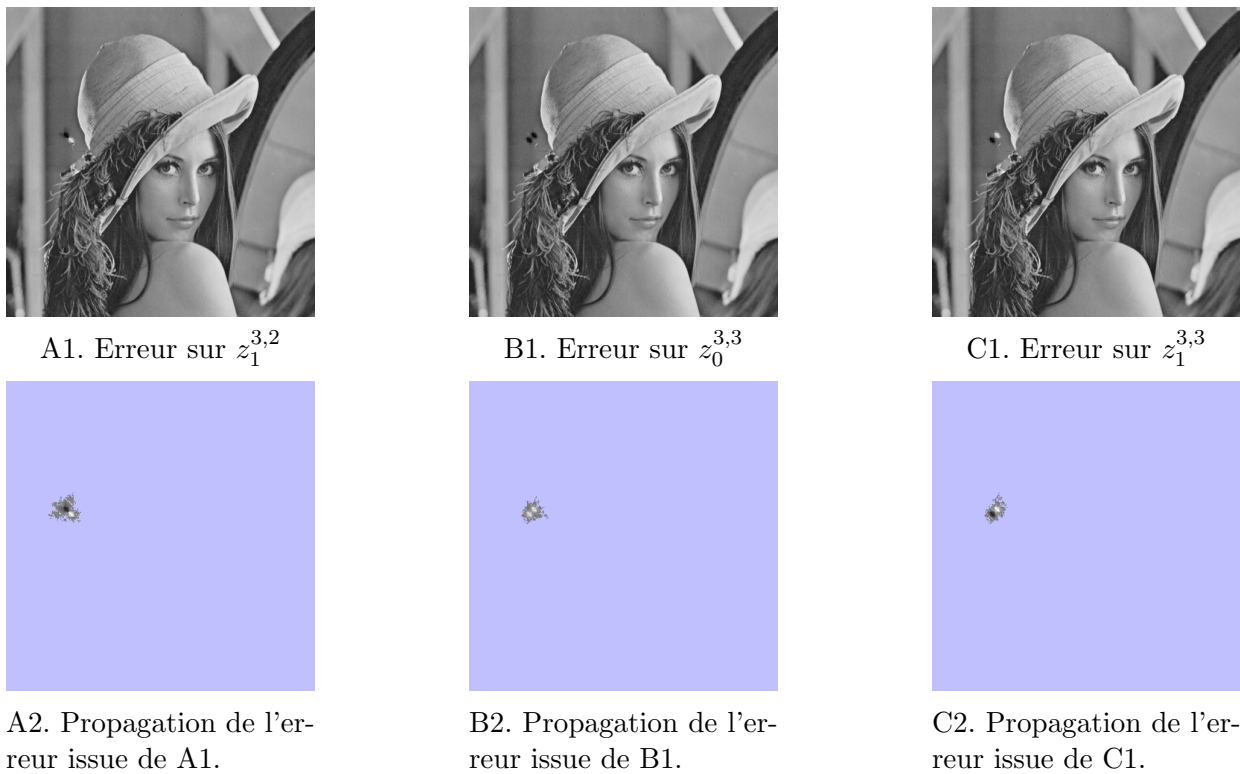 A1. Erreur sur $z_1^{3,2}$
B1. Erreur sur $z_0^{3,3}$
C1. Erreur sur $z_1^{3,3}$
A2. Propagation de l'er-
reur issue de A1.
B2. Propagation de l'er-
reur issue de B1.
C2. Propagation de l'er-
reur issue de C1.